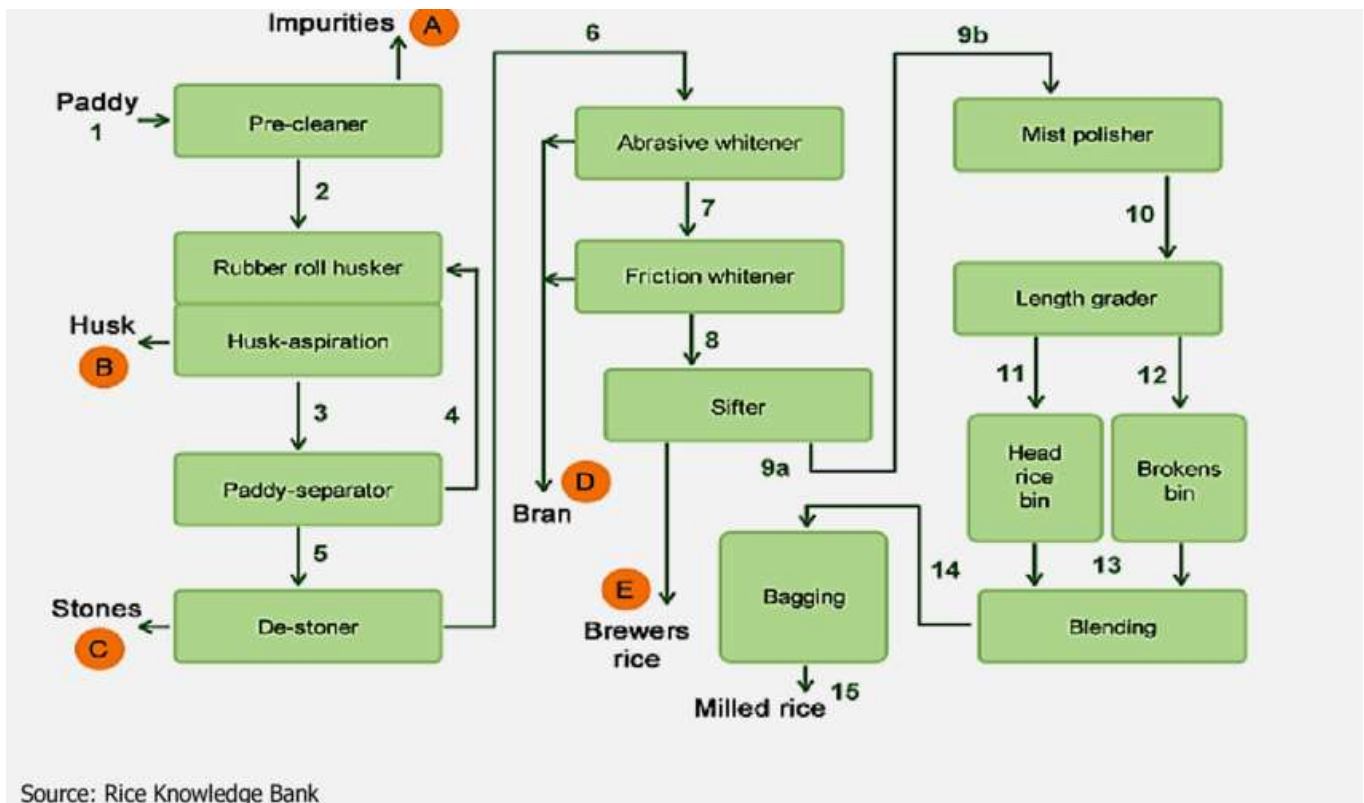 Impurities
A
6
9b
Paddy
1
Pre-cleaner
Abrasive whitener
Mist polisher
2
7
10
Rubber roll husker
Friction whitener
Length grader
Husk
B
Husk-aspiration
8
11
12
3
4
Sifter
9a
Head
rice
bin
Brokens
bin
Paddy-separator
D
Bran
5
14
13
Stones
C
De-stoner
E
Brewers
rice
Bagging
Blending
Milled rice
15
Source: Rice Knowledge Bank